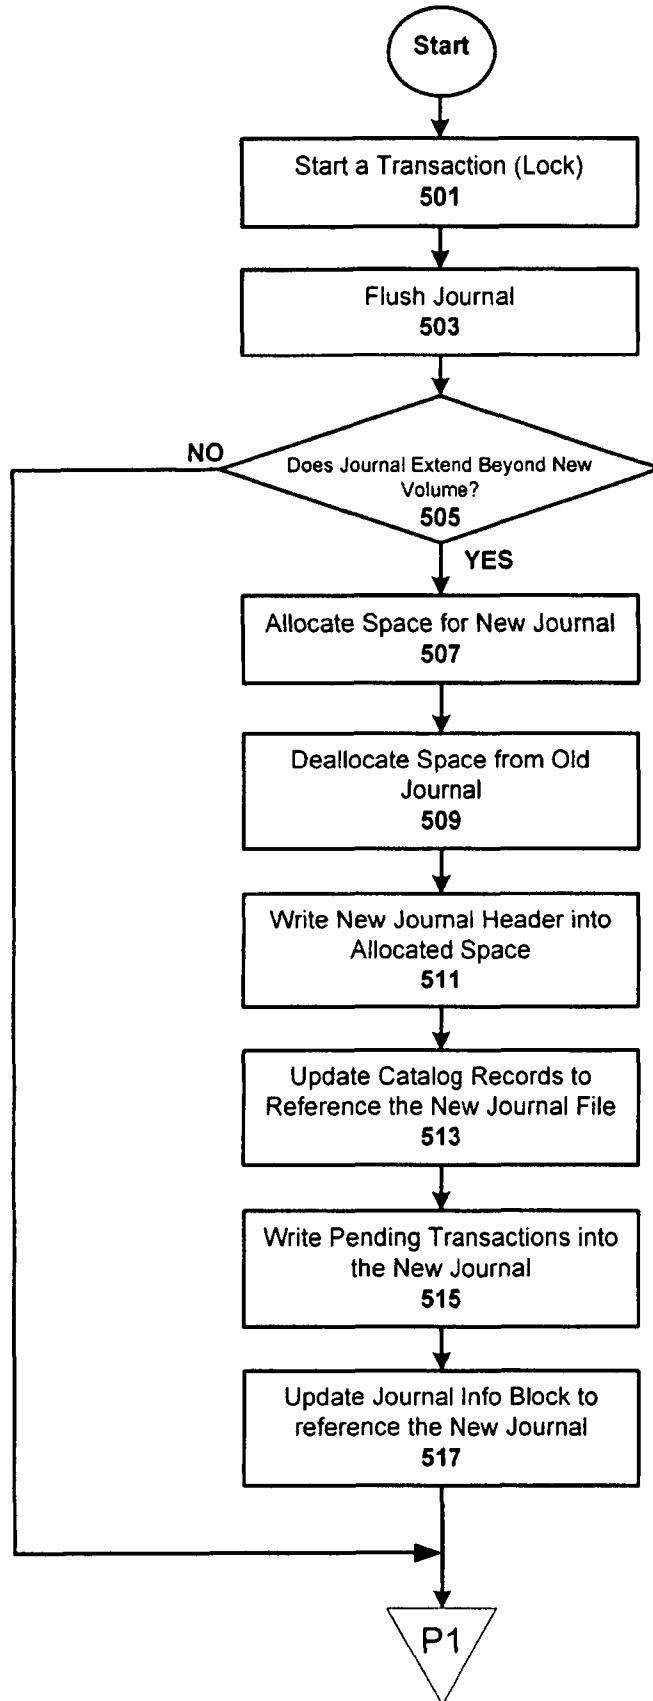 Start
Start a Transaction (Lock)
501
Flush Journal
503
NO
Does Journal Extend Beyond New
Volume?
505
YES
Allocate Space for New Journal
507
Deallocate Space from Old
Journal
509
Write New Journal Header into
Allocated Space
511
Update Catalog Records to
Reference the New Journal File
513
Write Pending Transactions into
the New Journal
515
Update Journal Info Block to
reference the New Journal
517
P1